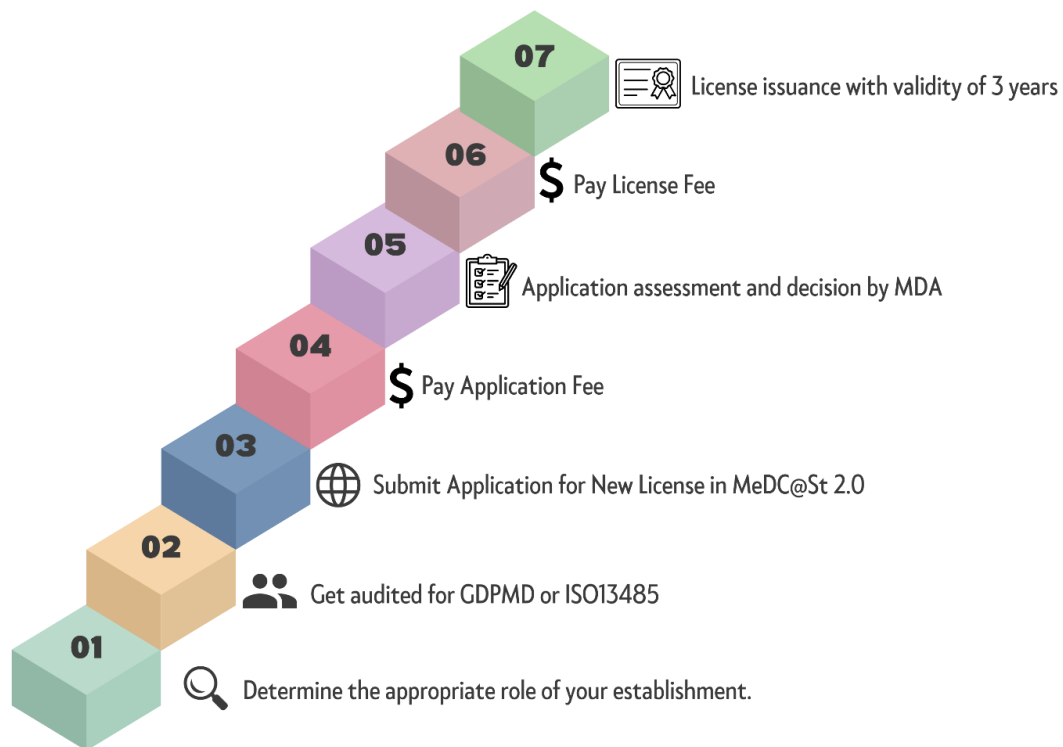 07
License issuance with validity of 3 years
06
$ Pay License Fee
05
Application assessment and decision by MDA
04
$ Pay Application Fee
03
Submit Application for New License in MeDC@St 2.0
02
Get audited for GDPMD or ISO13485
01
Determine the appropriate role of your establishment.